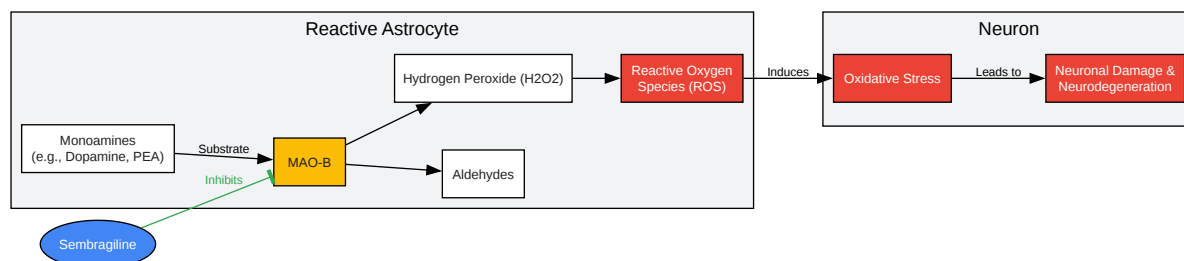 Reactive Astrocyte
Neuron
Hydrogen Peroxide (H2O2)
Reactive Oxygen
Species (ROS)
Induces
Oxidative Stress
Leads to
Neuronal Damage &
Neurodegeneration
Monoamines
(e.g., Dopamine, PEA)
Substrate
MAO-B
Aldehydes
Inhibits
Sembragiline